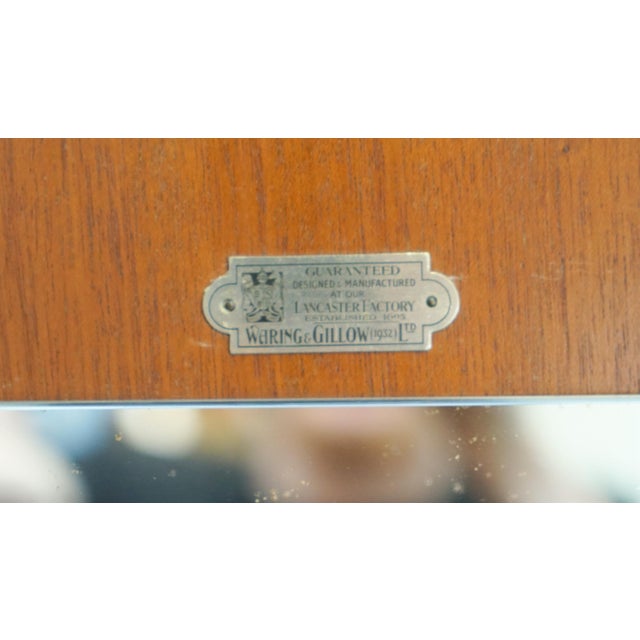 GUARANTEED
DESIGNED & MANUFACTURED
AT OUR
LANCASTER FACTORY
ESTABLISHED 1695
WARING & GILLOW (1932) LTD